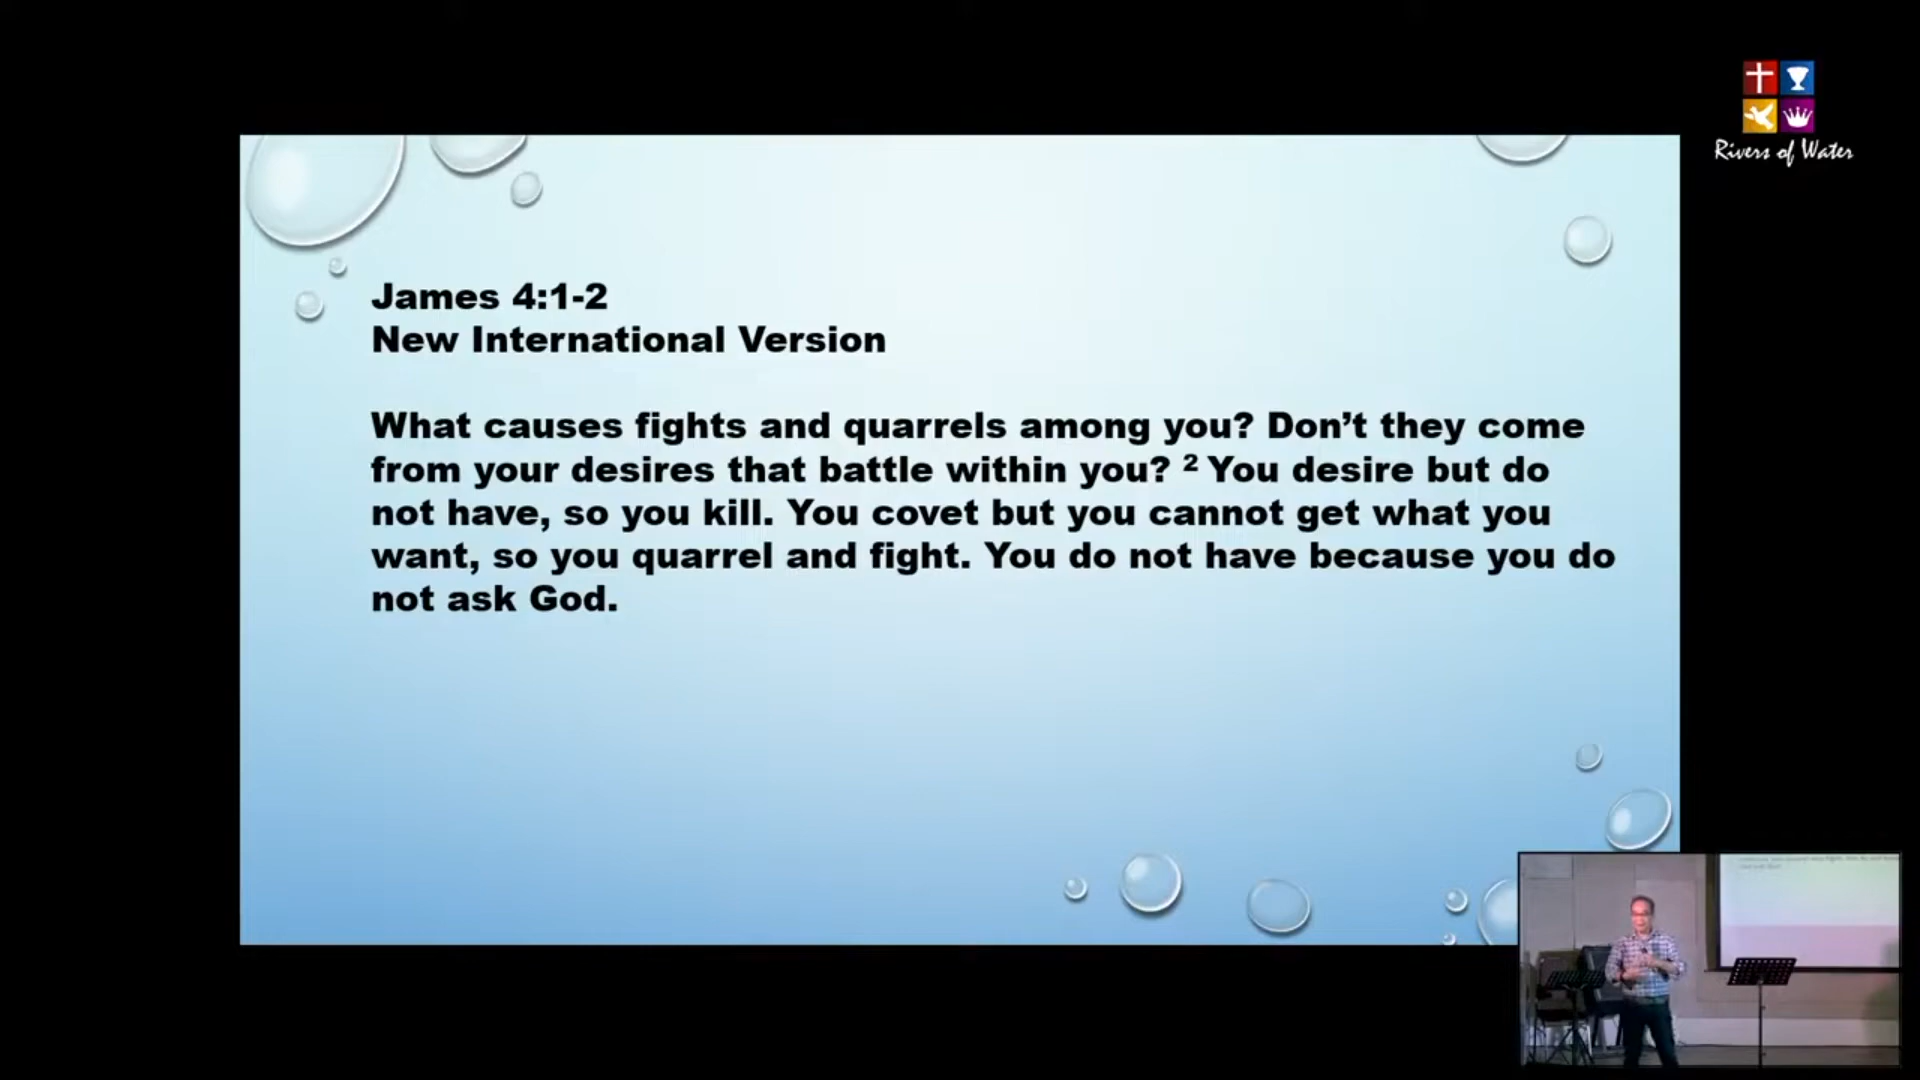 Rivers of Water
James 4:1-2
New International Version
What causes fights and quarrels among you? Don’t they come
from your desires that battle within you? ² You desire but do
not have, so you kill. You covet but you cannot get what you
want, so you quarrel and fight. You do not have because you do
not ask God.